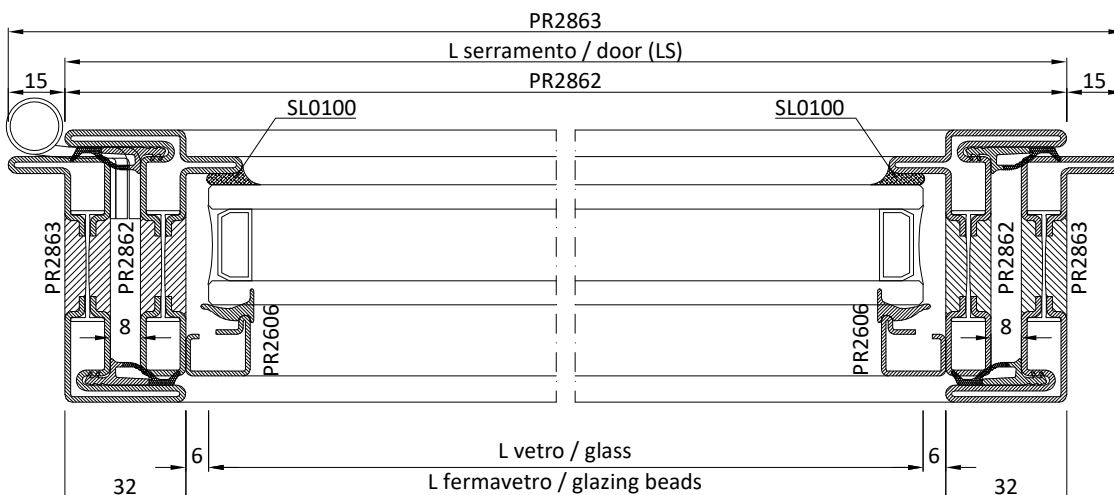 PR2863
L serramento / door (LS)
15
PR2862
15
SL0100
SL0100
PR2863
PR2862
PR2862
PR2863
8
8
PR2606
PR2606
6
L vetro / glass
6
32
L fermavetro / glazing beads
32